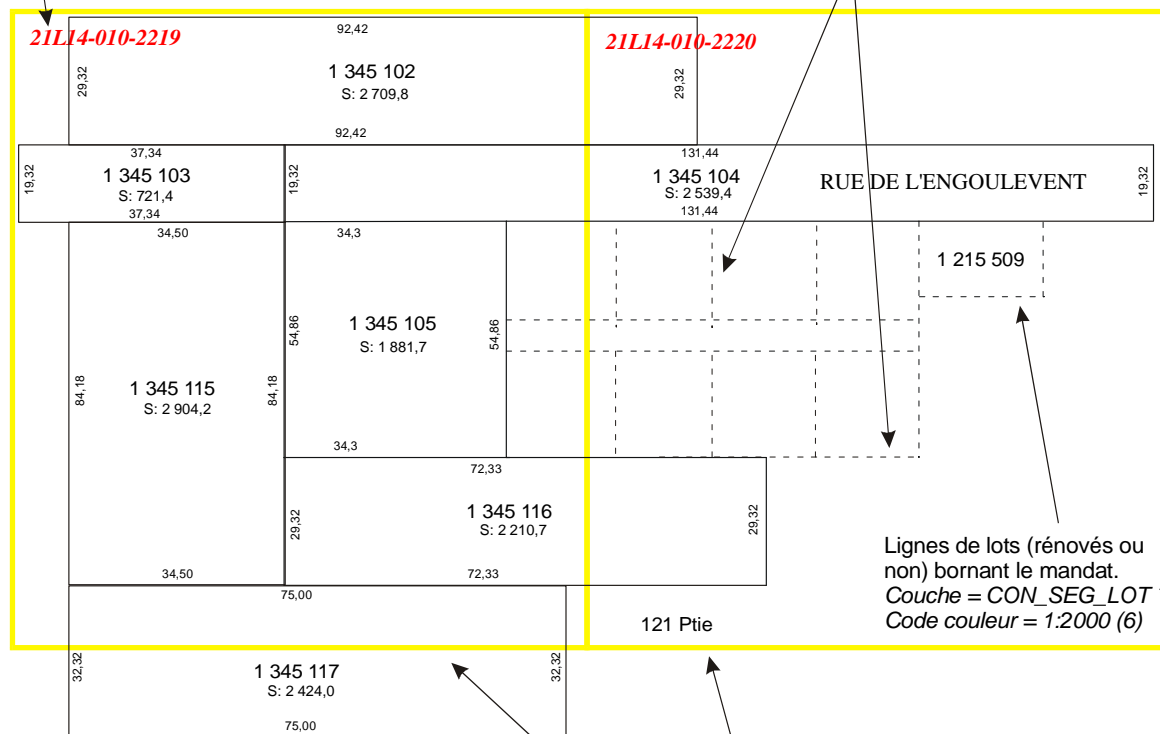 21L14-010-2219
92,42
21L14-010-2220
29,32
1 345 102
S: 2 709,8
29,32
92,42
37,34
131,44
19,32
1 345 103
S: 721,4
19,32
1 345 104
S: 2 539,4
RUE DE L'ENGOULEVENT
19,32
37,34
131,44
34,50
34,3
1 215 509
54,86
1 345 105
S: 1 881,7
54,86
84,18
1 345 115
S: 2 904,2
84,18
34,3
72,33
29,32
1 345 116
S: 2 210,7
29,32
34,50
72,33
Lignes de lots (rénovés ou
non) bornant le mandat.
Couche = CON_SEG_LOT
Code couleur = 1:2000 (6)
75,00
121 Ptie
32,32
1 345 117
S: 2 424,0
32,32
75,00